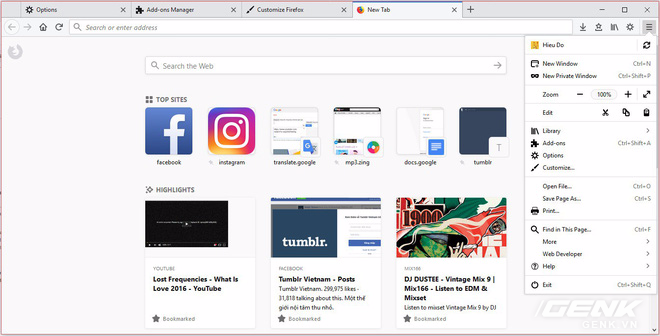 Options
Add-ons Manager
Customize Firefox
New Tab
Search or enter address
Search the Web
TOP SITES
facebook
instagram
translate.google
mp3.zing
docs.google
tumblr
T
HIGHLIGHTS
tumblr.
1900
YOUTUBE
Lost Frequencies - What Is
Love 2016 - YouTube
Bookmarked
FACEBOOK
Tumblr Vietnam - Posts
Tumblr Vietnam. 299,975 likes -
31,818 talking about this. Một thế
giới nội tâm thu nhỏ.
Bookmarked
MIX166
DJ DUSTEE - Vintage Mix 9 |
Mix166 - Listen to EDM &
Mixset
Listen to mixset Vintage Mix 9 by DJ
Bookmarked
Hieu Do
New Window Ctrl+N
New Private Window Ctrl+Shift+P
Zoom 100%
Edit
Library
Add-ons Ctrl+Shift+A
Options
Customize...
Open File... Ctrl+O
Save Page As... Ctrl+S
Print...
Find in This Page... Ctrl+F
More
Web Developer
Help
Exit Ctrl+Shift+Q
GENK
GENK.VN